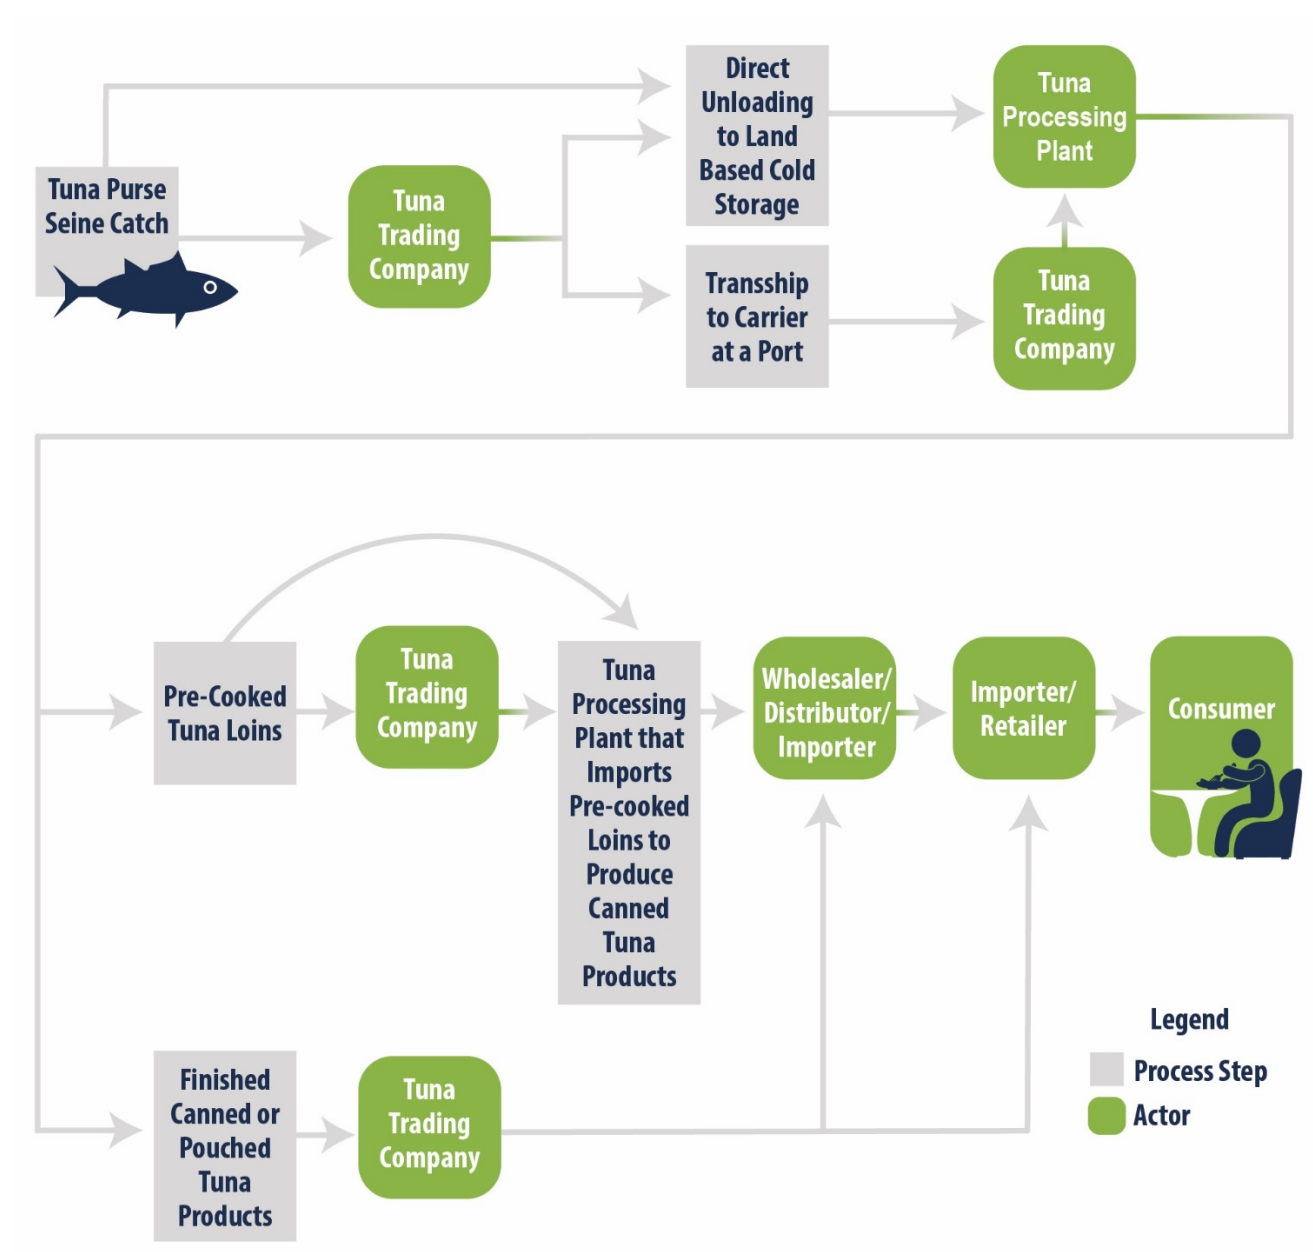 Direct
Unloading
to Land
Based Cold
Storage
Tuna
Processing
Plant
Tuna Purse
Seine Catch
Tuna
Trading
Company
Transship
to Carrier
at a Port
Tuna
Trading
Company
Pre-Cooked
Tuna Loins
Tuna
Trading
Company
Tuna
Processing
Plant that
Imports
Pre-cooked
Loins to
Produce
Canned
Tuna
Products
Wholesaler/
Distributor/
Importer
Importer/
Retailer
Consumer
Finished
Canned or
Pouched
Tuna
Products
Tuna
Trading
Company
Legend
Process Step
Actor